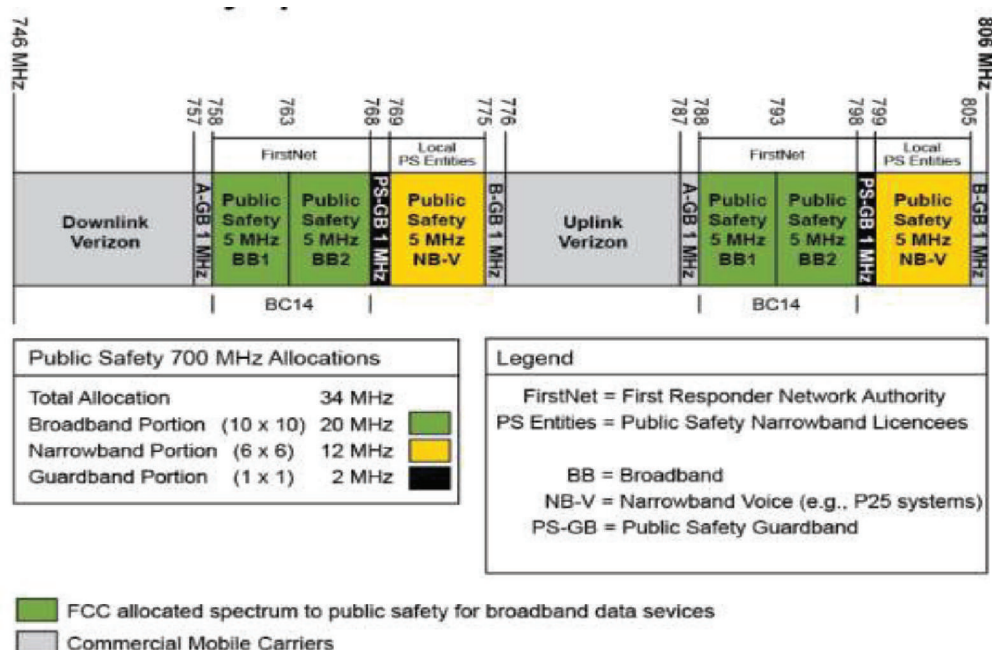 746 MHz
757
758
763
768
769
775
776
787
788
793
798
799
805
806 MHz
FirstNet
Local
PS Entities
FirstNet
Local
PS Entities
Downlink
Verizon
A-GB 1 MHz
Public
Safety
5 MHz
BB1
Public
Safety
5 MHz
BB2
PS-GB 1 MHz
Public
Safety
5 MHz
NB-V
B-GB 1 MHz
Uplink
Verizon
A-GB 1 MHz
Public
Safety
5 MHz
BB1
Public
Safety
5 MHz
BB2
PS-GB 1 MHz
Public
Safety
5 MHz
NB-V
B-GB 1 MHz
BC14
BC14
Public Safety 700 MHz Allocations
Total Allocation 34 MHz
Broadband Portion (10 x 10) 20 MHz
Narrowband Portion (6 x 6) 12 MHz
Guardband Portion (1 x 1) 2 MHz
Legend
FirstNet = First Responder Network Authority
PS Entities = Public Safety Narrowband Licencees
BB = Broadband
NB-V = Narrowband Voice (e.g., P25 systems)
PS-GB = Public Safety Guardband
FCC allocated spectrum to public safety for broadband data sevices
Commercial Mobile Carriers